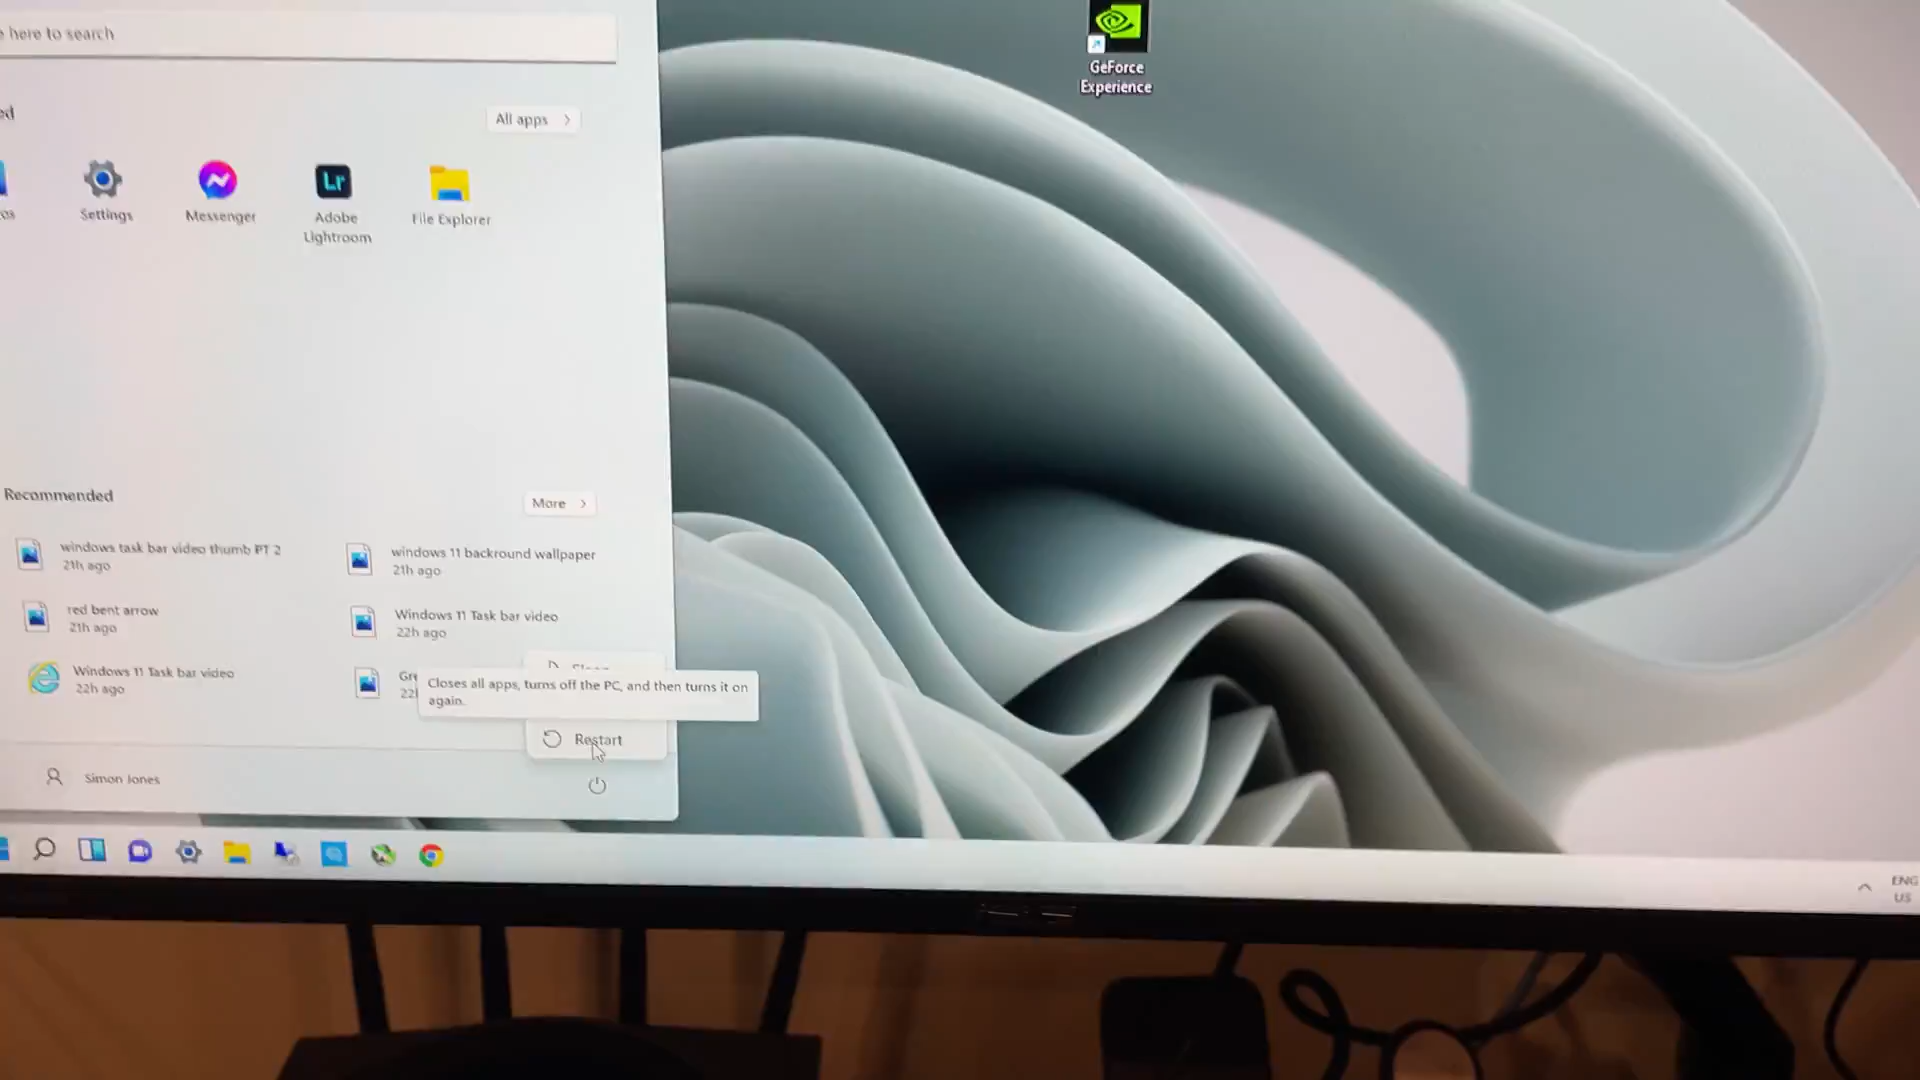 here to search
GeForce
Experience
All apps
Settings
Messenger
Lr
Adobe
Lightroom
File Explorer
Recommended
More
windows task bar video thumb PT 2
21h ago
windows 11 backround wallpaper
21h ago
red bent arrow
21h ago
Windows 11 Task bar video
22h ago
Windows 11 Task bar video
22h ago
Closes all apps, turns off the PC, and then turns it on
again.
Restart
Simon Jones
ENG
US